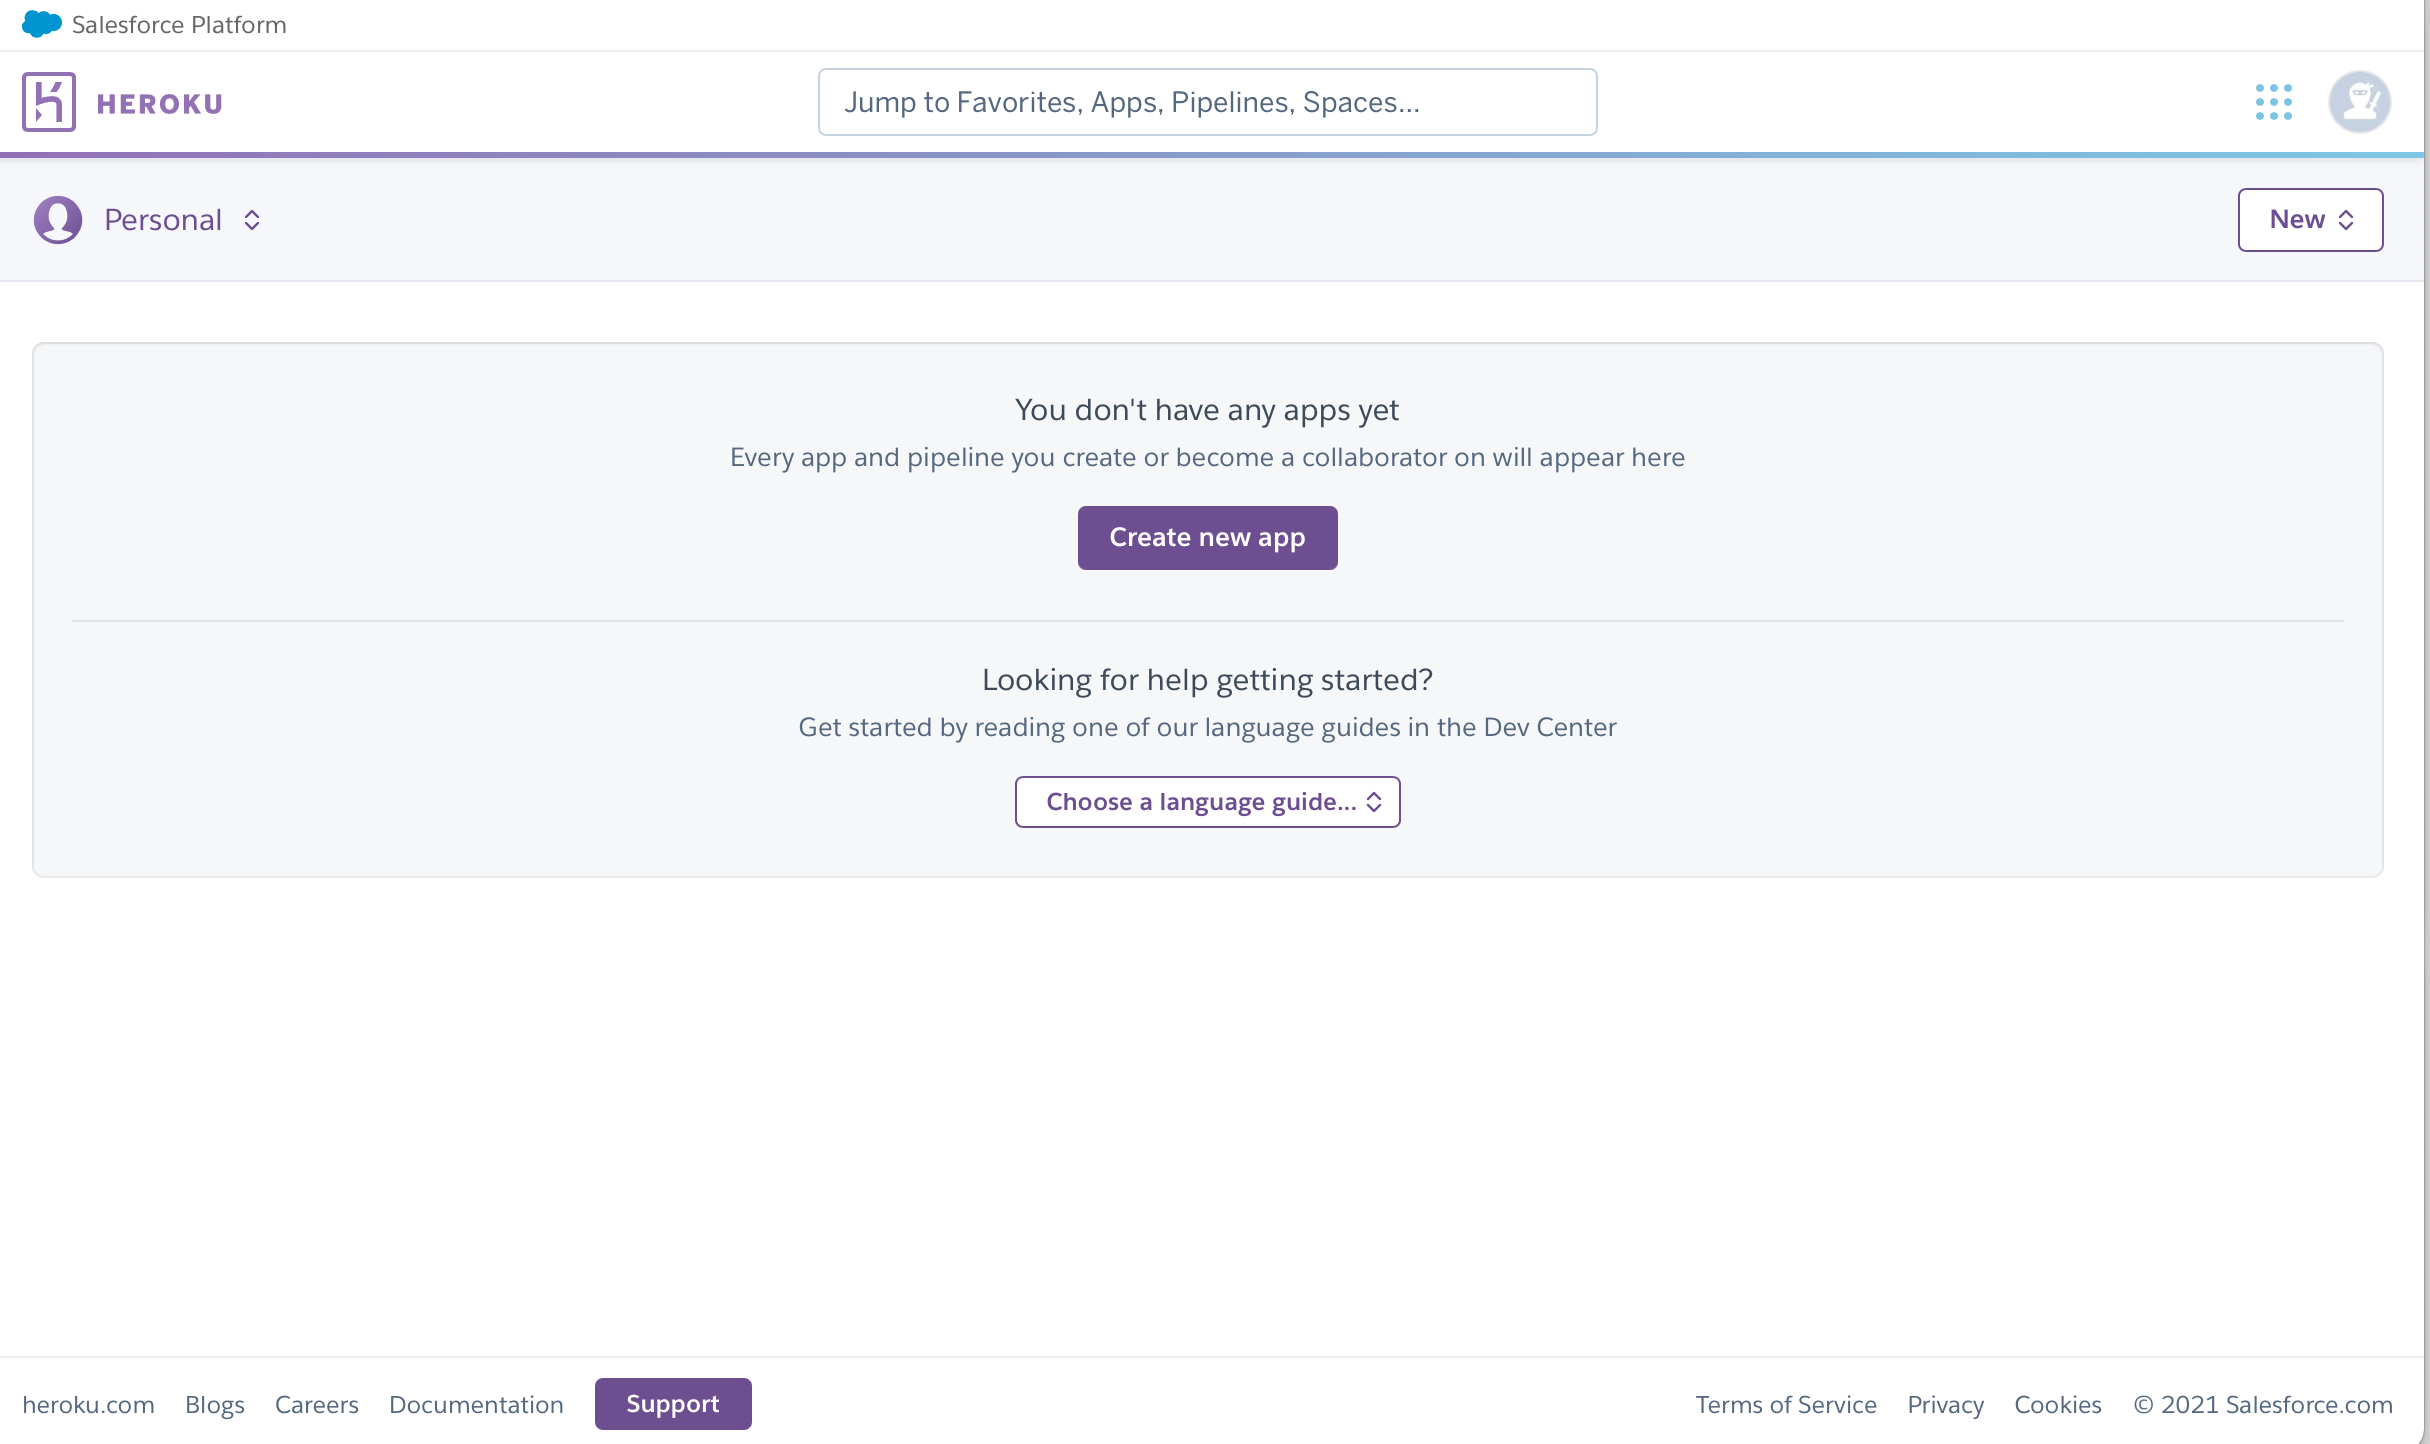 Salesforce Platform
HEROKU
Jump to Favorites, Apps, Pipelines, Spaces...
Personal
New
You don't have any apps yet
Every app and pipeline you create or become a collaborator on will appear here
Create new app
Looking for help getting started?
Get started by reading one of our language guides in the Dev Center
Choose a language guide...
heroku.com Blogs Careers Documentation Support Terms of Service Privacy Cookies © 2021 Salesforce.com